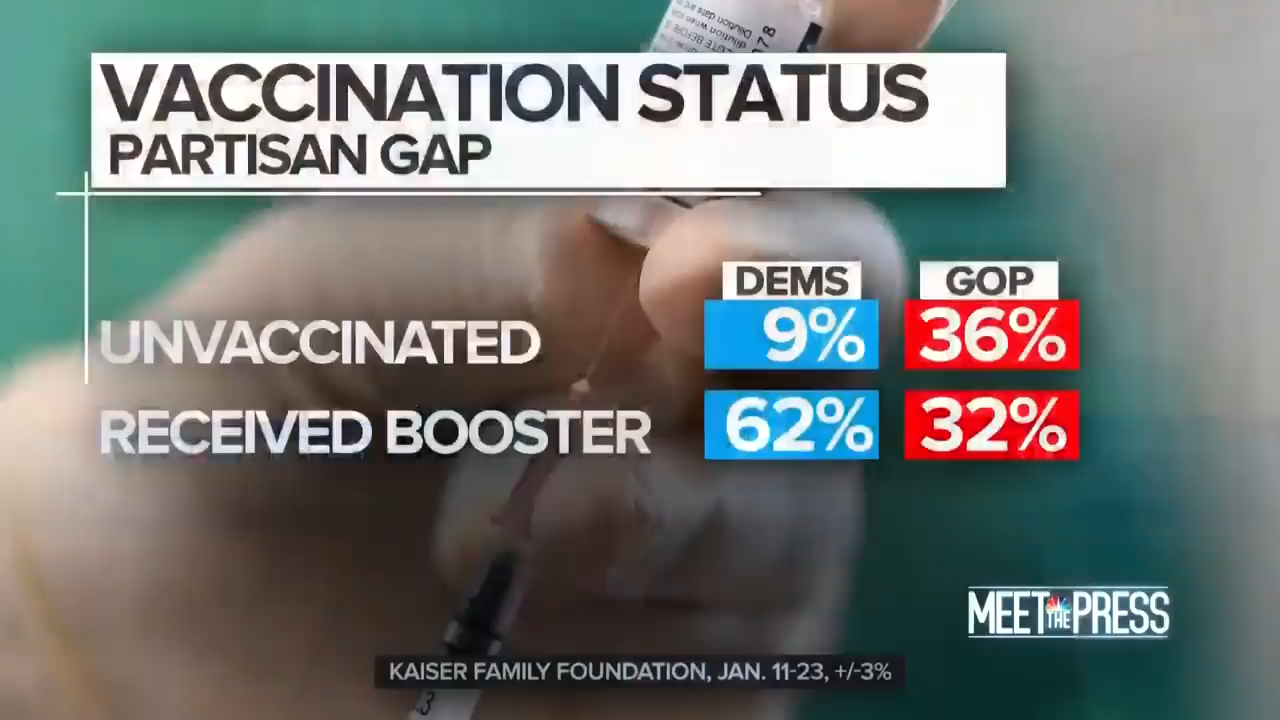 VACCINATION STATUS
PARTISAN GAP
DEMS GOP
UNVACCINATED 9% 36%
RECEIVED BOOSTER 62% 32%
MEET THE PRESS
KAISER FAMILY FOUNDATION, JAN. 11-23, +/-3%